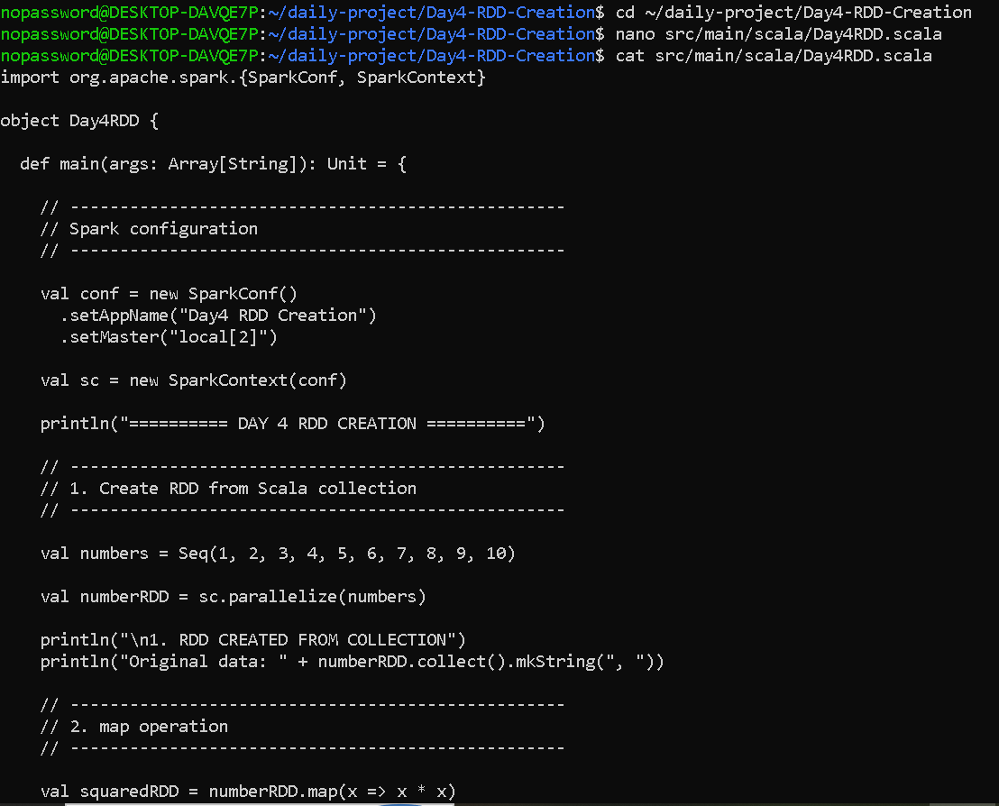 nopassword@DESKTOP-DAVQE7P:~/daily-project/Day4-RDD-Creation$ cd ~/daily-project/Day4-RDD-Creation
nopassword@DESKTOP-DAVQE7P:~/daily-project/Day4-RDD-Creation$ nano src/main/scala/Day4RDD.scala
nopassword@DESKTOP-DAVQE7P:~/daily-project/Day4-RDD-Creation$ cat src/main/scala/Day4RDD.scala
import org.apache.spark.{SparkConf, SparkContext}
object Day4RDD {
  def main(args: Array[String]): Unit = {
    // --------------------------------------------------
    // Spark configuration
    // --------------------------------------------------
    val conf = new SparkConf()
      .setAppName("Day4 RDD Creation")
      .setMaster("local[2]")
    val sc = new SparkContext(conf)
    println("========== DAY 4 RDD CREATION ==========")
    // --------------------------------------------------
    // 1. Create RDD from Scala collection
    // --------------------------------------------------
    val numbers = Seq(1, 2, 3, 4, 5, 6, 7, 8, 9, 10)
    val numberRDD = sc.parallelize(numbers)
    println("\n1. RDD CREATED FROM COLLECTION")
    println("Original data: " + numberRDD.collect().mkString(", "))
    // --------------------------------------------------
    // 2. map operation
    // --------------------------------------------------
    val squaredRDD = numberRDD.map(x => x * x)